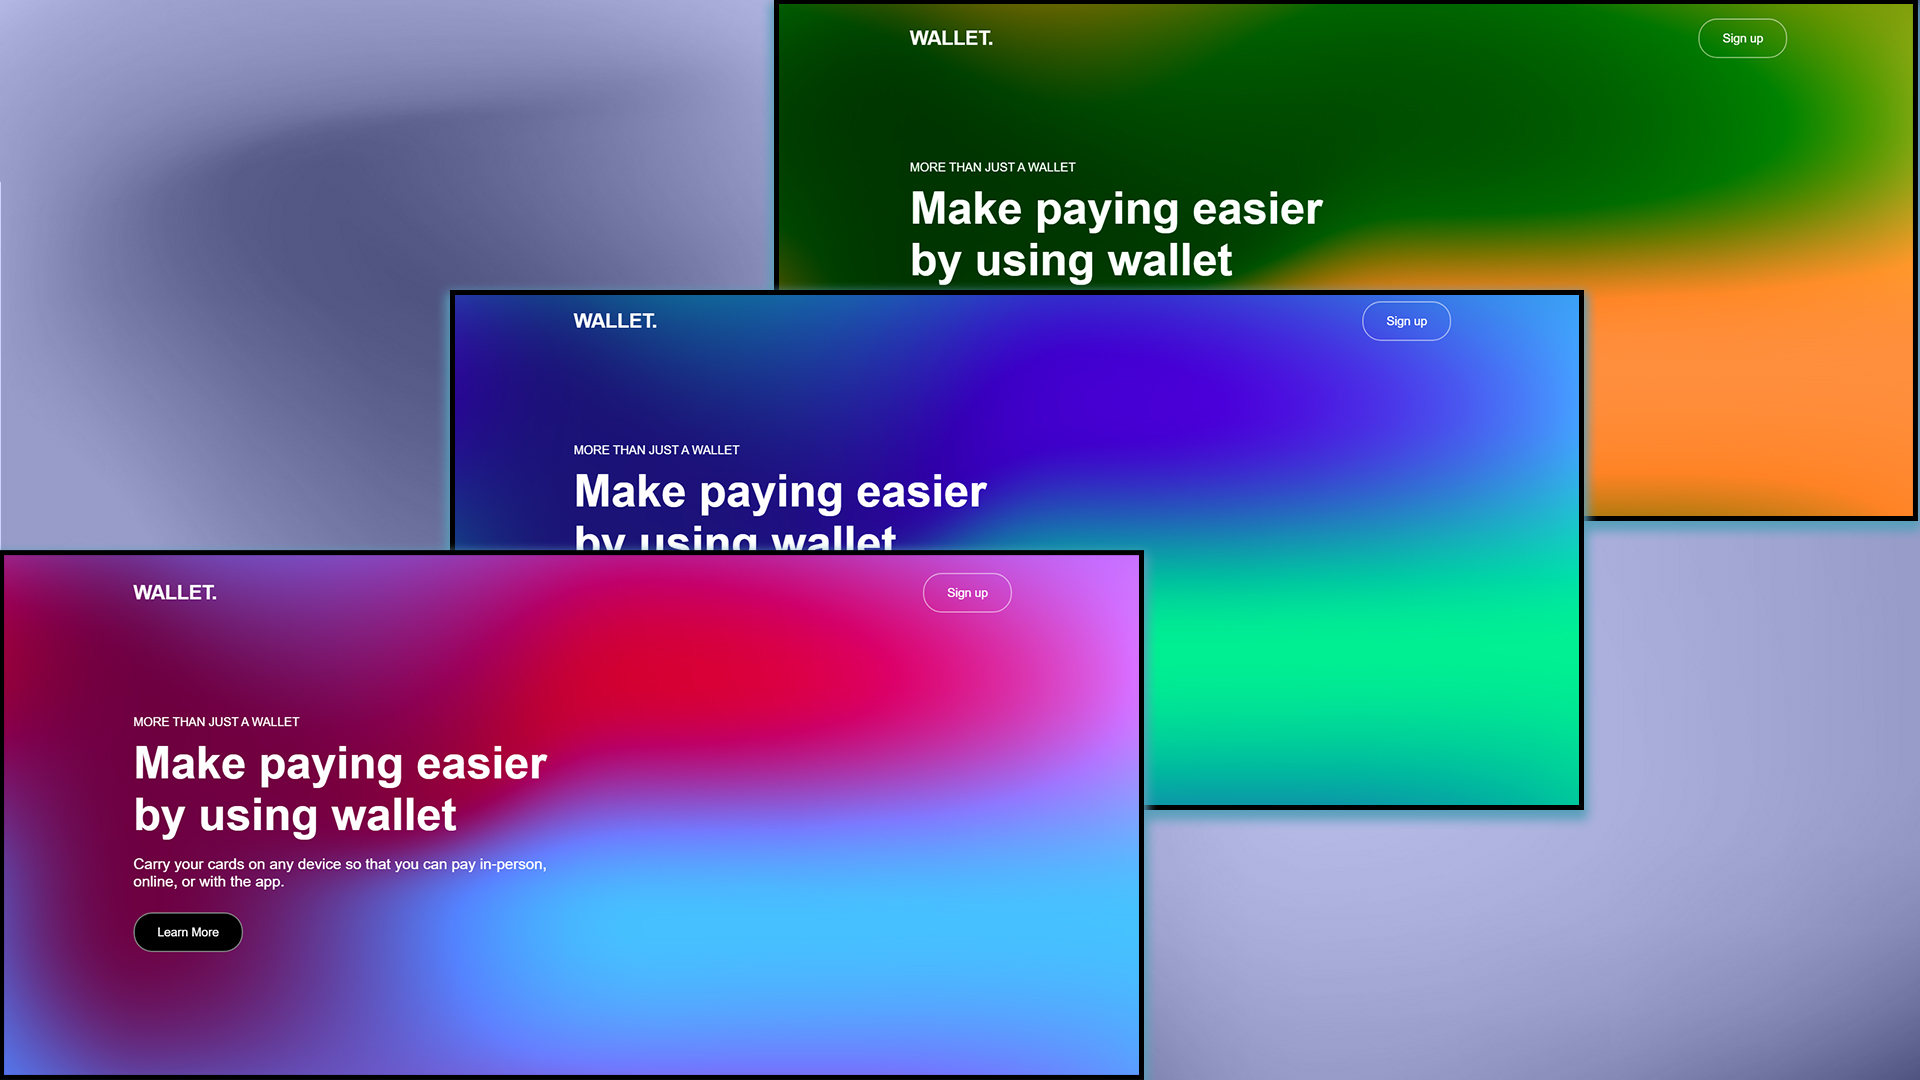 WALLET.
Sign up
MORE THAN JUST A WALLET
Make paying easier
by using wallet
WALLET.
Sign up
MORE THAN JUST A WALLET
Make paying easier
by using wallet
WALLET.
Sign up
MORE THAN JUST A WALLET
Make paying easier
by using wallet
Carry your cards on any device so that you can pay in-person,
online, or with the app.
Learn More